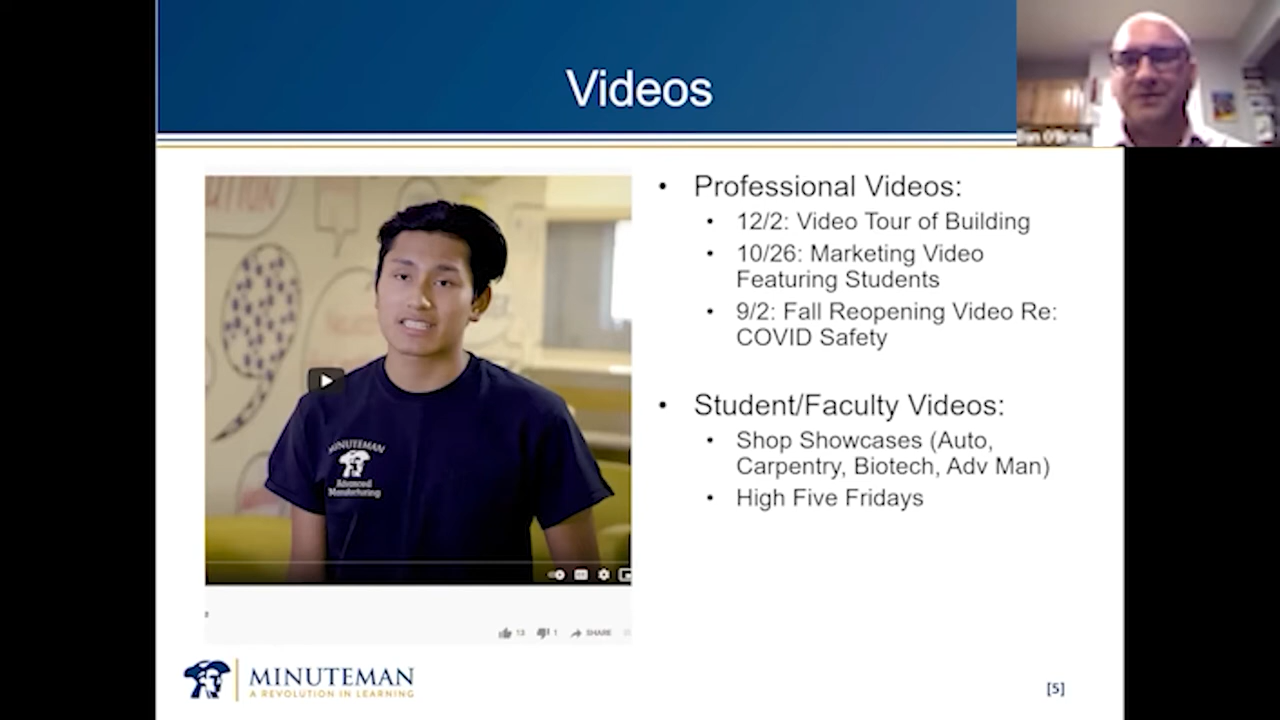 Videos
O'Brien
• Professional Videos:
• 12/2: Video Tour of Building
• 10/26: Marketing Video
Featuring Students
• 9/2: Fall Reopening Video Re:
COVID Safety
• Student/Faculty Videos:
• Shop Showcases (Auto,
Carpentry, Biotech, Adv Man)
• High Five Fridays
MINUTEMAN
Advanced
Manufacturing
13 1 SHARE
MINUTEMAN
A REVOLUTION IN LEARNING
[5]